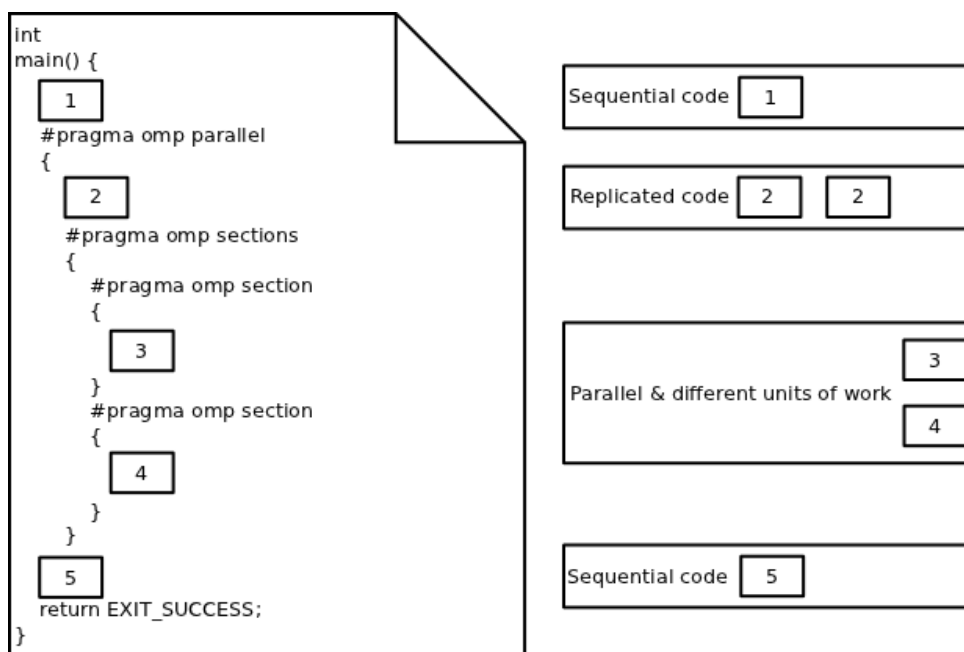 int
main() {
1
#pragma omp parallel
{
2
#pragma omp sections
{
#pragma omp section
{
3
}
#pragma omp section
{
4
}
}
5
return EXIT_SUCCESS;
}
Sequential code 1
Replicated code 2 2
3
Parallel & different units of work
4
Sequential code 5